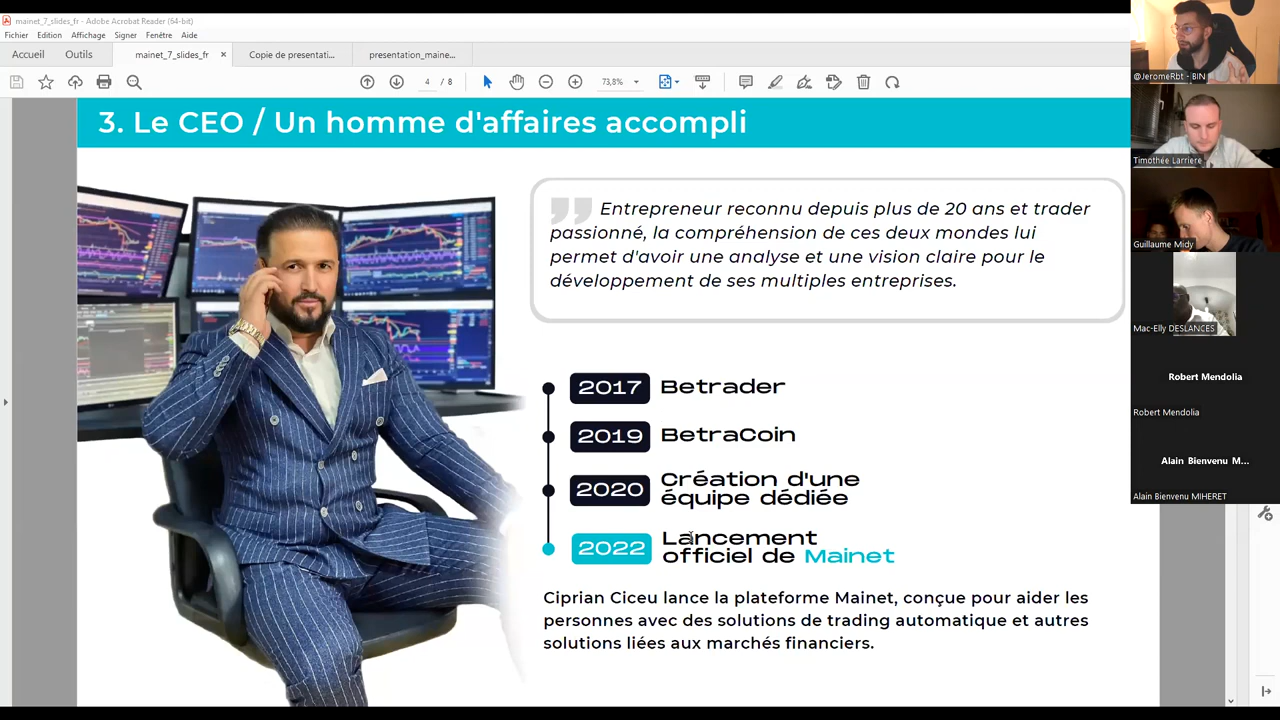 mainet_7_slides_fr - Adobe Acrobat Reader (64-bit)
Fichier Edition Affichage Signer Fenêtre Aide
Accueil Outils mainet_7_slides_fr × Copie de presentati... presentation_maine...
4 / 8 73,8%
3. Le CEO / Un homme d'affaires accompli
Entrepreneur reconnu depuis plus de 20 ans et trader
passionné, la compréhension de ces deux mondes lui
permet d'avoir une analyse et une vision claire pour le
développement de ses multiples entreprises.
2017 Betrader
2019 BetraCoin
2020 Création d'une
équipe dédiée
2022 Lancement
officiel de Mainet
Ciprian Ciceu lance la plateforme Mainet, conçue pour aider les
personnes avec des solutions de trading automatique et autres
solutions liées aux marchés financiers.
@JeromeRbt - BIN
Timothée Larriere
Guillaume Midy
Mac-Elly DESLANCES
Robert Mendolia
Robert Mendolia
Alain Bienvenu M...
Alain Bienvenu MIHERET